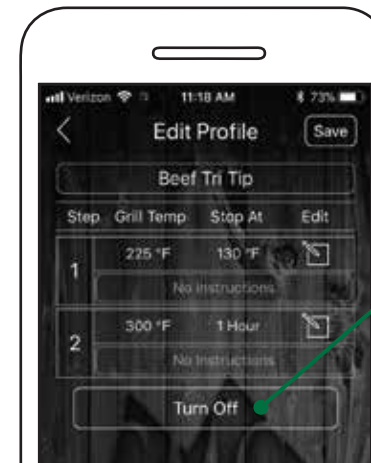 Verizon 11:18 AM 73%
Edit Profile Save
Beef Tri Tip
Step Grill Temp Stop At Edit
1 225 °F 130 °F
No Instructions
2 300 °F 1 Hour
No Instructions
Turn Off